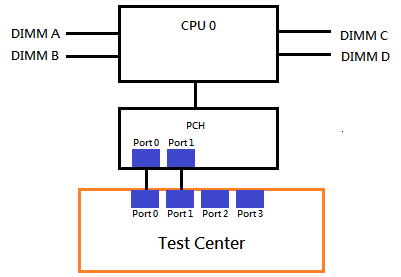 CPU 0
DIMM A
DIMM C
DIMM B
DIMM D
PCH
Port 0 Port 1
Port 0 Port 1 Port 2 Port 3
Test Center